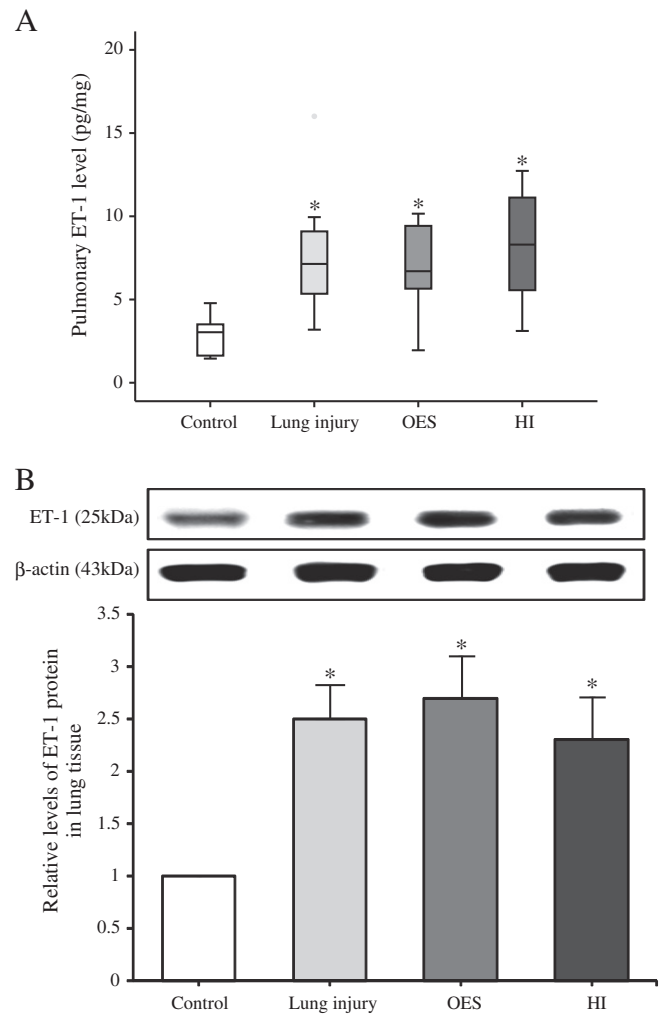 A
Pulmonary ET-1 level (pg/mg)
20
15
10
5
0
*
*
*
Control
Lung injury
OES
HI
B
ET-1 (25kDa)
β-actin (43kDa)
Relative levels of ET-1 protein
in lung tissue
3.5
3
2.5
2
1.5
1
0.5
0
*
*
*
Control
Lung injury
OES
HI